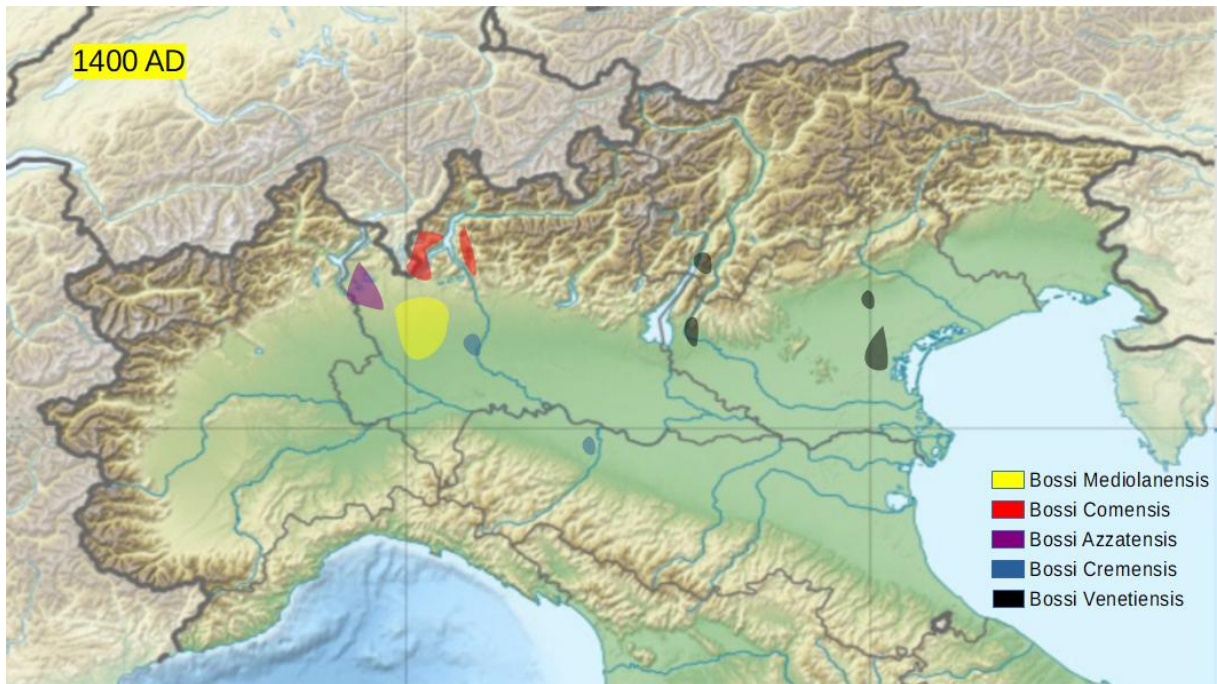 1400 AD
Bossi Mediolanensis
Bossi Comensis
Bossi Azzatensis
Bossi Cremensis
Bossi Venetiensis